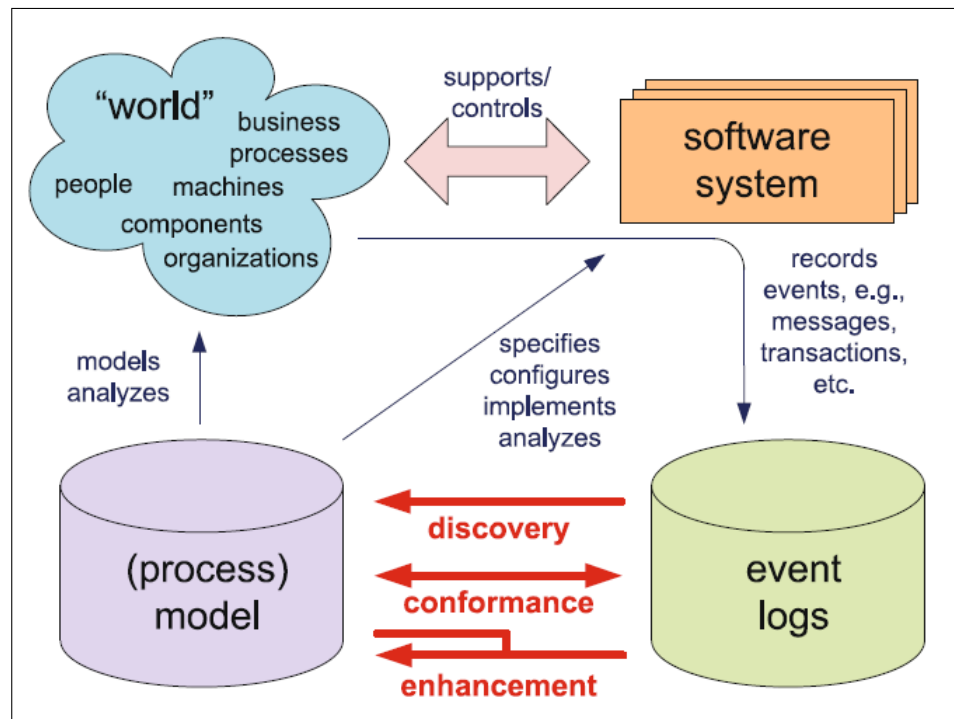 “world”
business
processes
people
machines
components
organizations
supports/
controls
software
system
records
events, e.g.,
messages,
transactions,
etc.
models
analyzes
specifies
configures
implements
analyzes
discovery
(process)
model
conformance
event
logs
enhancement